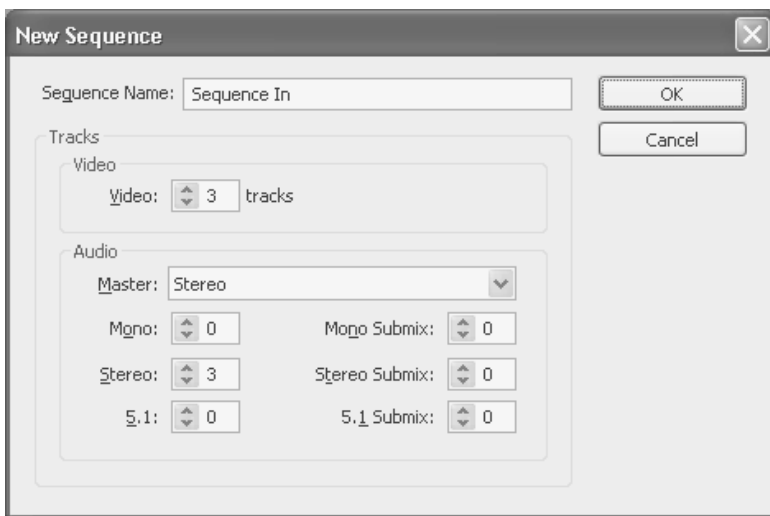 New Sequence
Sequence Name: Sequence In
OK
Cancel
Tracks
Video
Video: 3 tracks
Audio
Master: Stereo
Mono: 0 Mono Submix: 0
Stereo: 3 Stereo Submix: 0
5.1: 0 5.1 Submix: 0